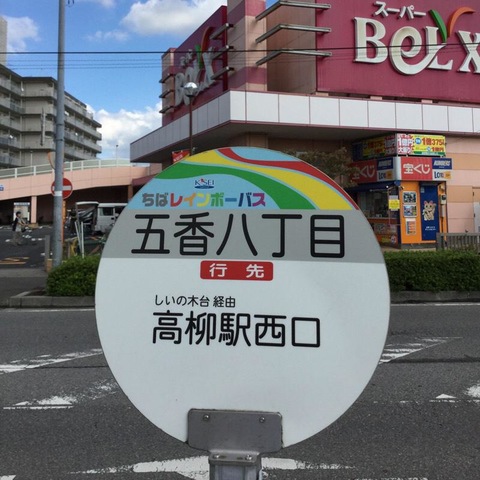 スーパー
BeLX
ちばレインボーバス
五香八丁目
行先
しいの木台 経由
高柳駅西口
宝くじ